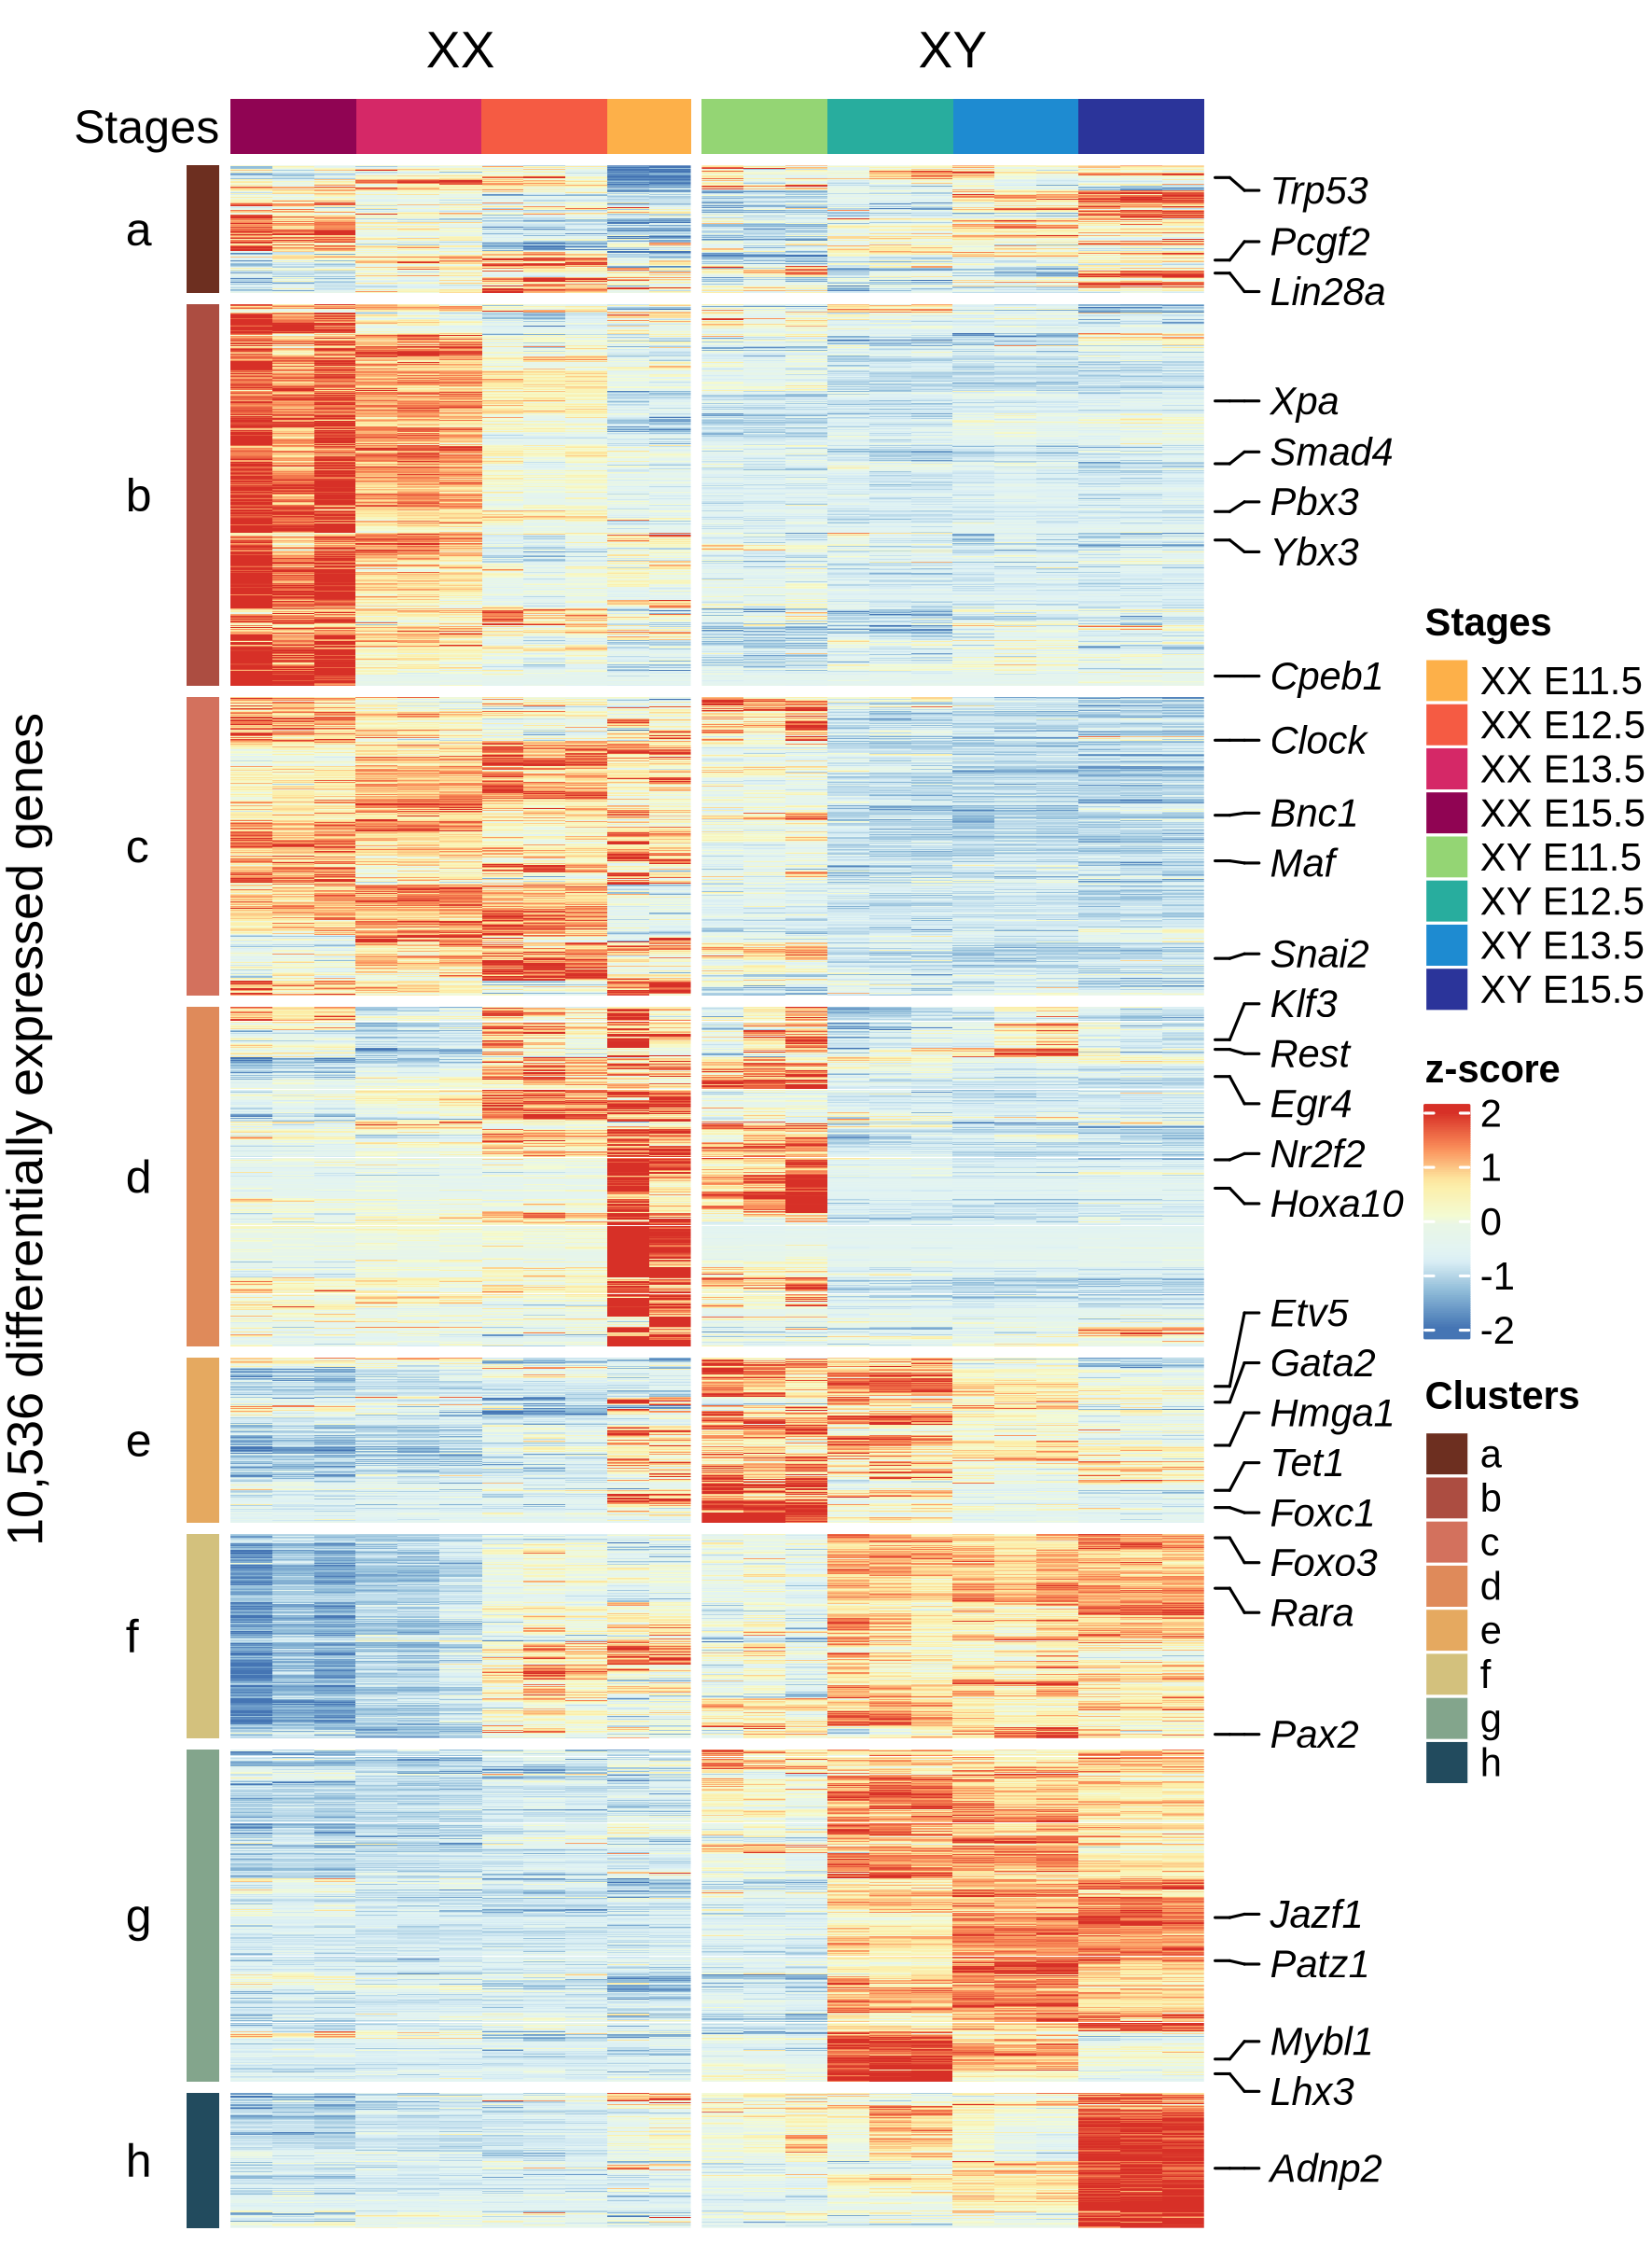 XX
XY
Stages
10,536 differentially expressed genes
a
b
c
d
e
f
g
h
Trp53
Pcgf2
Lin28a
Xpa
Smad4
Pbx3
Ybx3
Cpeb1
Clock
Bnc1
Maf
Snai2
Klf3
Rest
Egr4
Nr2f2
Hoxa10
Etv5
Gata2
Hmga1
Tet1
Foxc1
Foxo3
Rara
Pax2
Jazf1
Patz1
Mybl1
Lhx3
Adnp2
Stages
XX E11.5
XX E12.5
XX E13.5
XX E15.5
XY E11.5
XY E12.5
XY E13.5
XY E15.5
z-score
2
1
0
-1
-2
Clusters
a
b
c
d
e
f
g
h